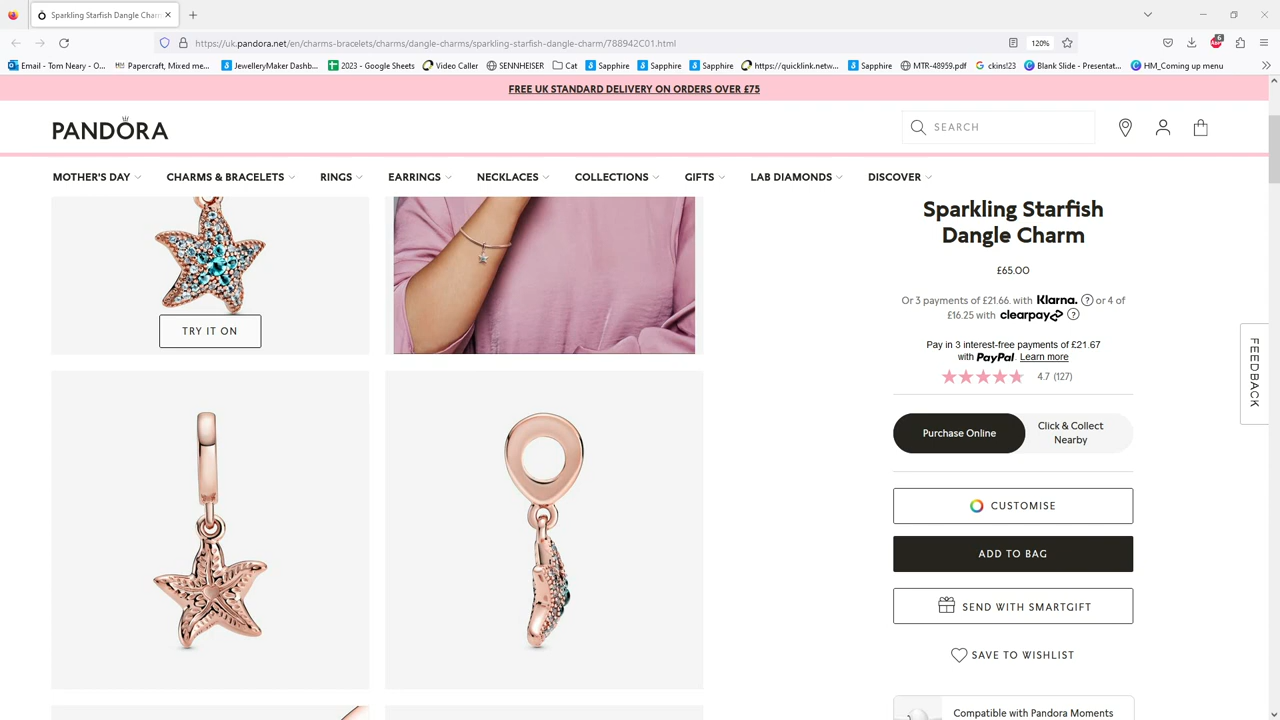 Sparkling Starfish Dangle Charm
https://uk.pandora.net/en/charms-bracelets/charms/dangle-charms/sparkling-starfish-dangle-charm/788942C01.html
120%
6
Email - Tom Neary - O...
Papercraft, Mixed me...
JewelleryMaker Dashb...
2023 - Google Sheets
Video Caller
SENNHEISER
Cat
Sapphire
Sapphire
Sapphire
https://quicklink.netw...
Sapphire
MTR-48959.pdf
ckins!23
Blank Slide - Presentat...
HM_Coming up menu
FREE UK STANDARD DELIVERY ON ORDERS OVER £75
PANDORA
SEARCH
MOTHER'S DAY
CHARMS & BRACELETS
RINGS
EARRINGS
NECKLACES
COLLECTIONS
GIFTS
LAB DIAMONDS
DISCOVER
TRY IT ON
Sparkling Starfish
Dangle Charm
£65.00
Or 3 payments of £21.66. with Klarna. ? or 4 of
£16.25 with clearpay ?
Pay in 3 interest-free payments of £21.67
with PayPal. Learn more
4.7 (127)
Purchase Online
Click & Collect
Nearby
CUSTOMISE
ADD TO BAG
SEND WITH SMARTGIFT
SAVE TO WISHLIST
Compatible with Pandora Moments
FEEDBACK